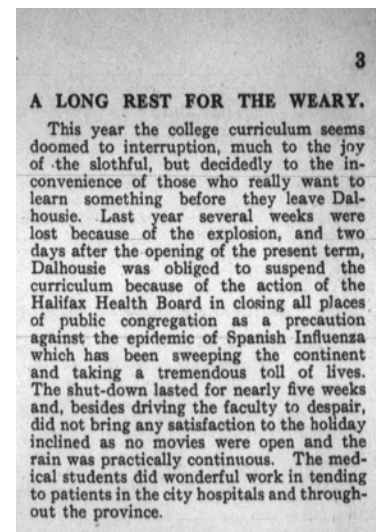 3
A LONG REST FOR THE WEARY.
This year the college curriculum seems
doomed to interruption, much to the joy
of the slothful, but decidedly to the in-
convenience of those who really want to
learn something before they leave Dal-
housie. Last year several weeks were
lost because of the explosion, and two
days after the opening of the present term,
Dalhousie was obliged to suspend the
curriculum because of the action of the
Halifax Health Board in closing all places
of public congregation as a precaution
against the epidemic of Spanish Influenza
which has been sweeping the continent
and taking a tremendous toll of lives.
The shut-down lasted for nearly five weeks
and, besides driving the faculty to despair,
did not bring any satisfaction to the holiday
inclined as no movies were open and the
rain was practically continuous. The med-
ical students did wonderful work in tending
to patients in the city hospitals and through-
out the province.